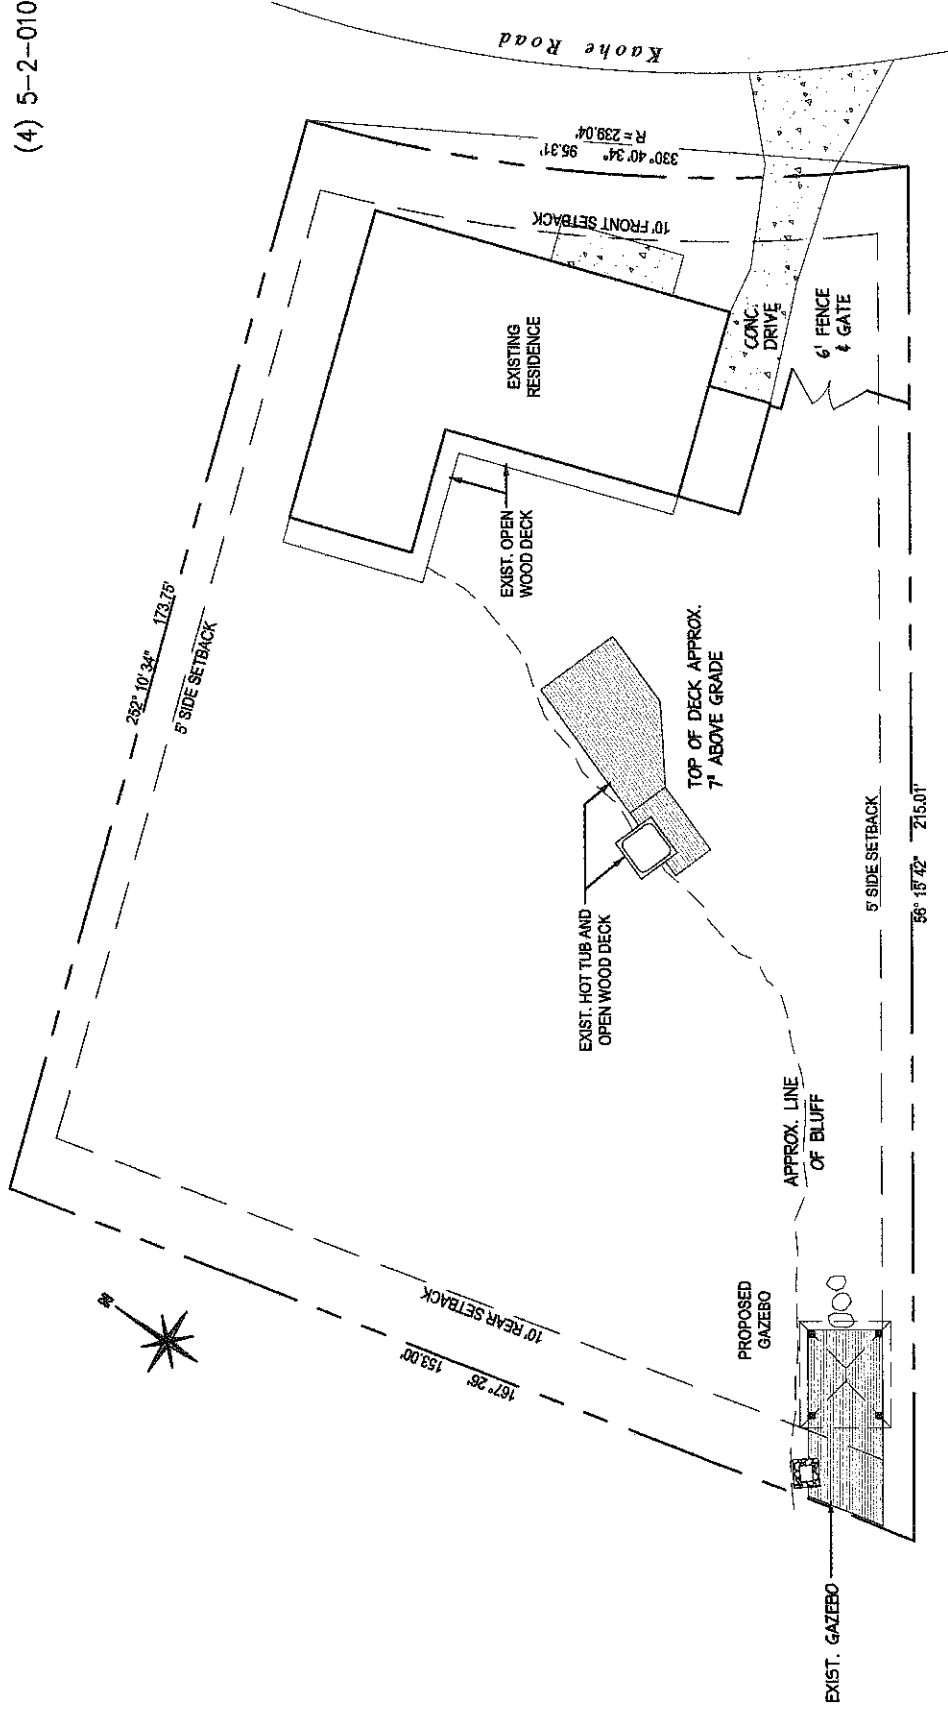 (4) 5-2-010
Kaohe Road
330° 40' 34" 95.31'
R = 239.04'
10' FRONT SETBACK
252° 10' 34" 173.75'
5' SIDE SETBACK
EXISTING
RESIDENCE
CONC.
DRIVE
6' FENCE
& GATE
EXIST. OPEN
WOOD DECK
TOP OF DECK APPROX.
7" ABOVE GRADE
EXIST. HOT TUB AND
OPEN WOOD DECK
5' SIDE SETBACK
56° 15' 42" 215.01'
APPROX. LINE
OF BLUFF
10' REAR SETBACK
167° 26' 153.00'
PROPOSED
GAZEBO
EXIST. GAZEBO